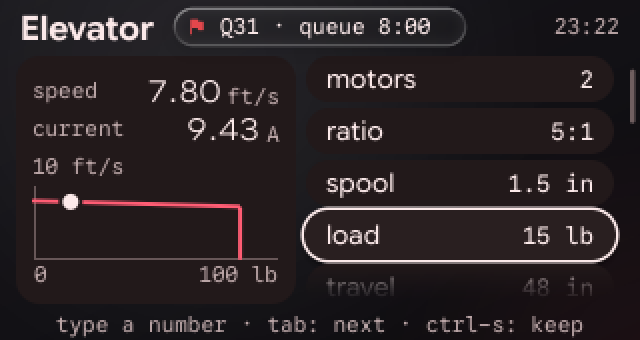 Elevator
Q31 · queue 8:00
23:22
speed 7.80 ft/s
current 9.43 A
10 ft/s
0 100 lb
motors 2
ratio 5:1
spool 1.5 in
load 15 lb
travel 48 in
type a number · tab: next · ctrl-s: keep